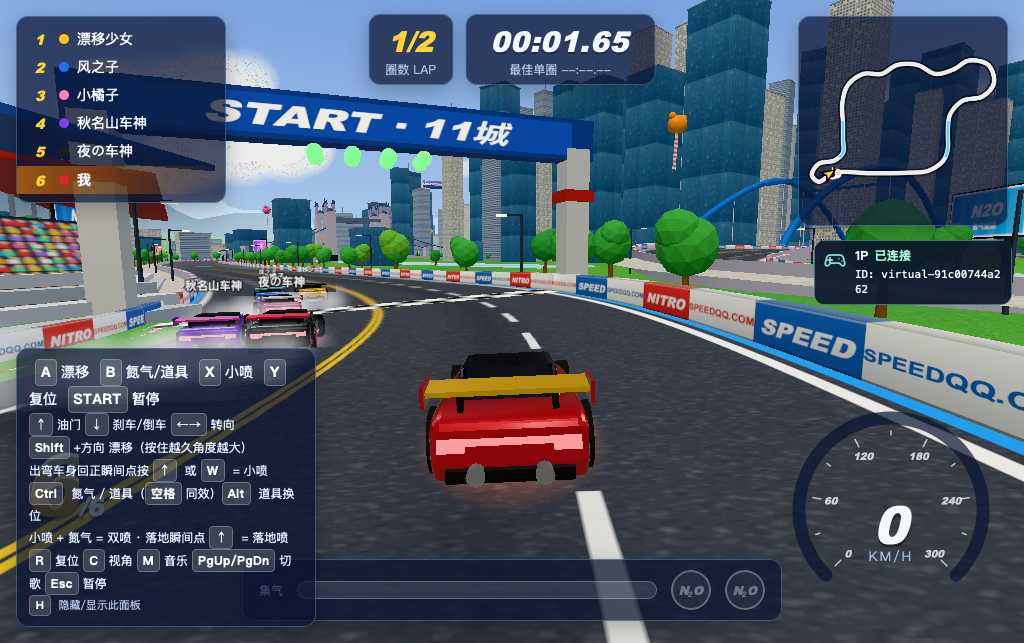 1 漂移少女
2 风之子
3 小橘子
4 秋名山车神
5 夜の车神
6 我
1/2
圈数 LAP
00:01.65
最佳单圈 --:--.--
START · 11城
N2O
1P 已连接
ID: virtual-91c00744a2
62
秋名山车神
夜の车神
NITRO
SPEEDQQ.COM
SPEED
NITRO
SPEED
NITRO
SPEED
NITRO
SPEEDQQ.COM
SPEED
SPEEDQQ.C
A 漂移 B 氮气/道具 X 小喷 Y
复位 START 暂停
↑ 油门 ↓ 刹车/倒车 ←→ 转向
Shift +方向 漂移（按住越久角度越大）
出弯车身回正瞬间点按 ↑ 或 W = 小喷
Ctrl 氮气 / 道具（空格 同效） Alt 道具换
位
小喷 + 氮气 = 双喷 · 落地瞬间点 ↑ = 落地喷
R 复位 C 视角 M 音乐 PgUp/PgDn 切
歌 Esc 暂停
H 隐藏/显示此面板
/6
集气
N₂O
N₂O
0
60
120
180
240
300
0
KM/H